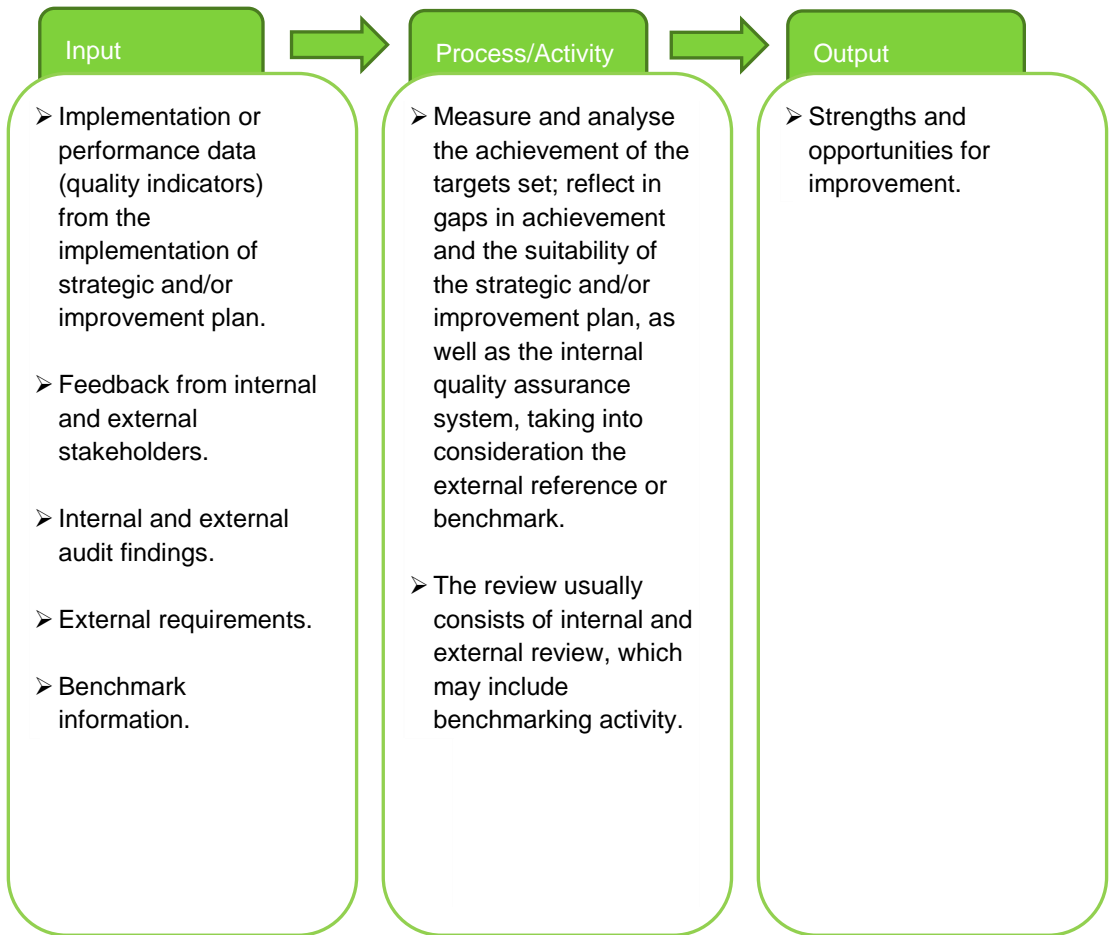 Input
Process/Activity
Output
➢ Implementation or
performance data
(quality indicators)
from the
implementation of
strategic and/or
improvement plan.
➢ Feedback from internal
and external
stakeholders.
➢ Internal and external
audit findings.
➢ External requirements.
➢ Benchmark
information.
➢ Measure and analyse
the achievement of the
targets set; reflect in
gaps in achievement
and the suitability of
the strategic and/or
improvement plan, as
well as the internal
quality assurance
system, taking into
consideration the
external reference or
benchmark.
➢ The review usually
consists of internal and
external review, which
may include
benchmarking activity.
➢ Strengths and
opportunities for
improvement.